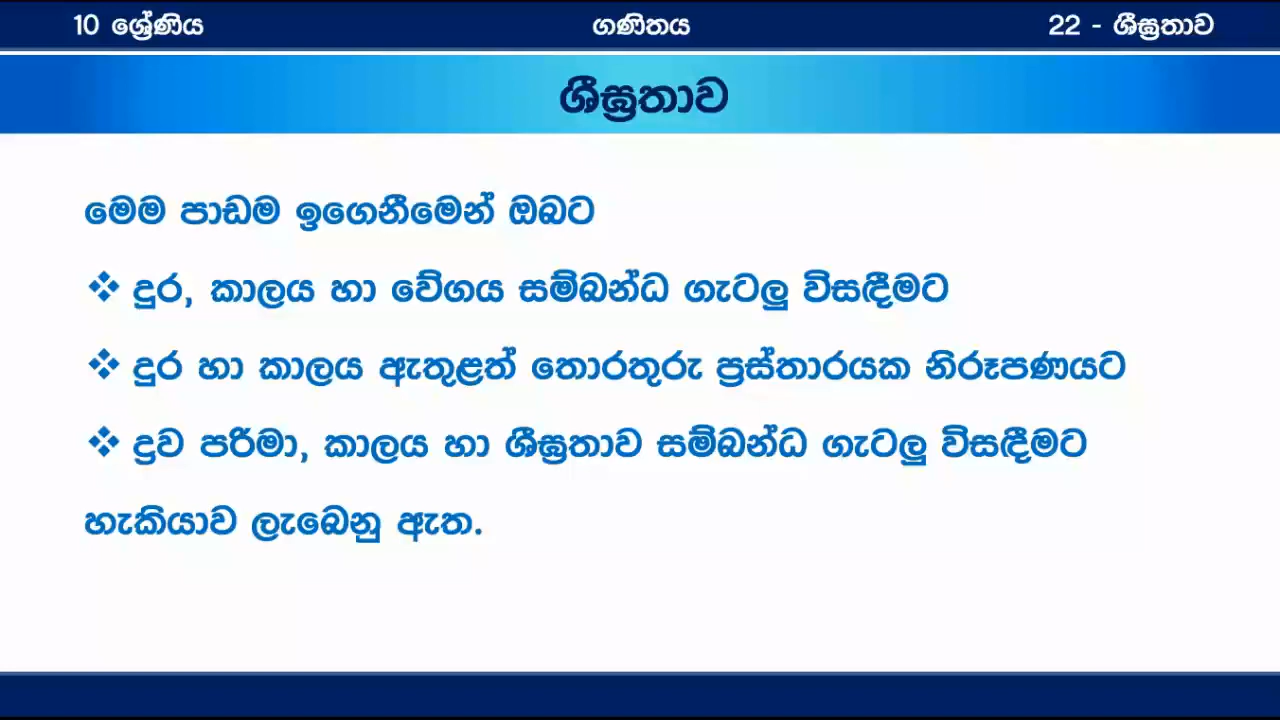 10 ශ්‍රේණිය ගණිතය 22 - ශීඝ්‍රතාව
ශීඝ්‍රතාව
මෙම පාඩම ඉගෙනීමෙන් ඔබට
❖ දුර, කාලය හා වේගය සම්බන්ධ ගැටලු විසඳීමට
❖ දුර හා කාලය ඇතුළත් තොරතුරු ප්‍රස්තාරයක නිරූපණයට
❖ ද්‍රව පරිමා, කාලය හා ශීඝ්‍රතාව සම්බන්ධ ගැටලු විසඳීමට
හැකියාව ලැබෙනු ඇත.